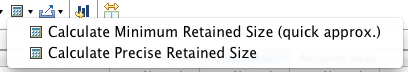 Calculate Minimum Retained Size (quick approx.)
Calculate Precise Retained Size